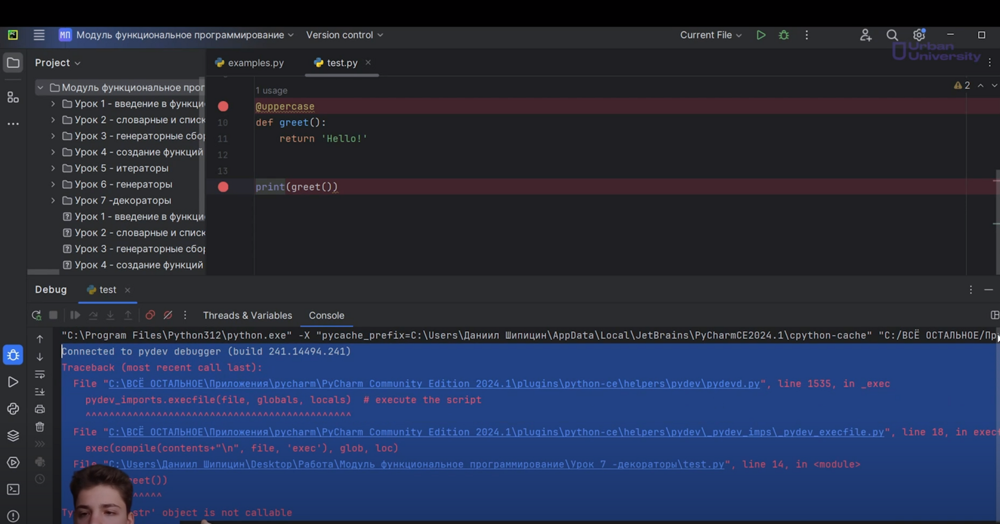 PC
МП Модуль функциональное программирование Version control Current File
Urban
University
Project
examples.py test.py
Модуль функциональное прог
Урок 1 - введение в функци
Урок 2 - словарные и списк
Урок 3 - генераторные сбор
Урок 4 - создание функций
Урок 5 - итераторы
Урок 6 - генераторы
Урок 7 -декораторы
Урок 1 - введение в функци
Урок 2 - словарные и списк
Урок 3 - генераторные сбор
Урок 4 - создание функций
1 usage
2
@uppercase
10 def greet():
11 return 'Hello!'
12
13
print(greet())
Debug test
Threads & Variables Console
"C:\Program Files\Python312\python.exe" -X "pycache_prefix=C:\Users\Даниил Шипицин\AppData\Local\JetBrains\PyCharmCE2024.1\cpython-cache" "C:/ВСЁ ОСТАЛЬНОЕ/Пр
Connected to pydev debugger (build 241.14494.241)
Traceback (most recent call last):
File "C:\ВСЁ ОСТАЛЬНОЕ\Приложения\pycharm\PyCharm Community Edition 2024.1\plugins\python-ce\helpers\pydev\pydevd.py", line 1535, in _exec
pydev_imports.execfile(file, globals, locals) # execute the script
^^^^^^^^^^^^^^^^^^^^^^^^^^^^^^^^^^^^^^^^^^^^^
File "C:\ВСЁ ОСТАЛЬНОЕ\Приложения\pycharm\PyCharm Community Edition 2024.1\plugins\python-ce\helpers\pydev\_pydev_imps\_pydev_execfile.py", line 18, in execf
exec(compile(contents+"\n", file, 'exec'), glob, loc)
File "C:\Users\Даниил Шипицин\Desktop\Работа\Модуль функциональное программирование\Урок 7 -декораторы\test.py", line 14, in <module>
eet())
^^^^^
Ty str' object is not callable